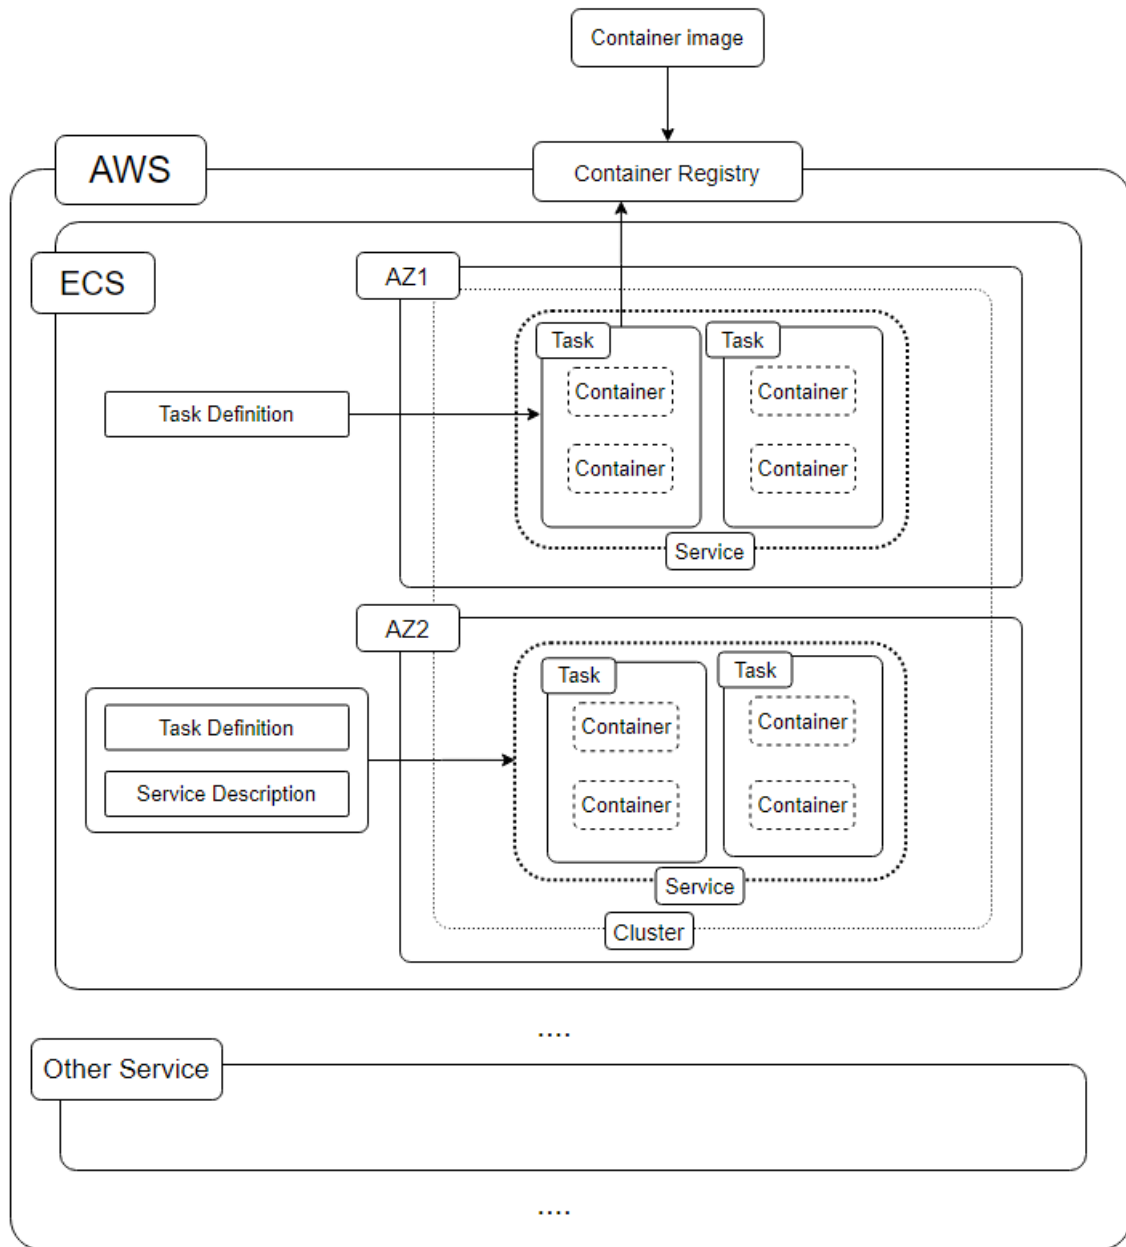 Container image
AWS
Container Registry
ECS
AZ1
Task
Task
Container
Container
Task Definition
Container
Container
Service
AZ2
Task
Task
Container
Container
Task Definition
Service Description
Container
Container
Service
Cluster
....
Other Service
....